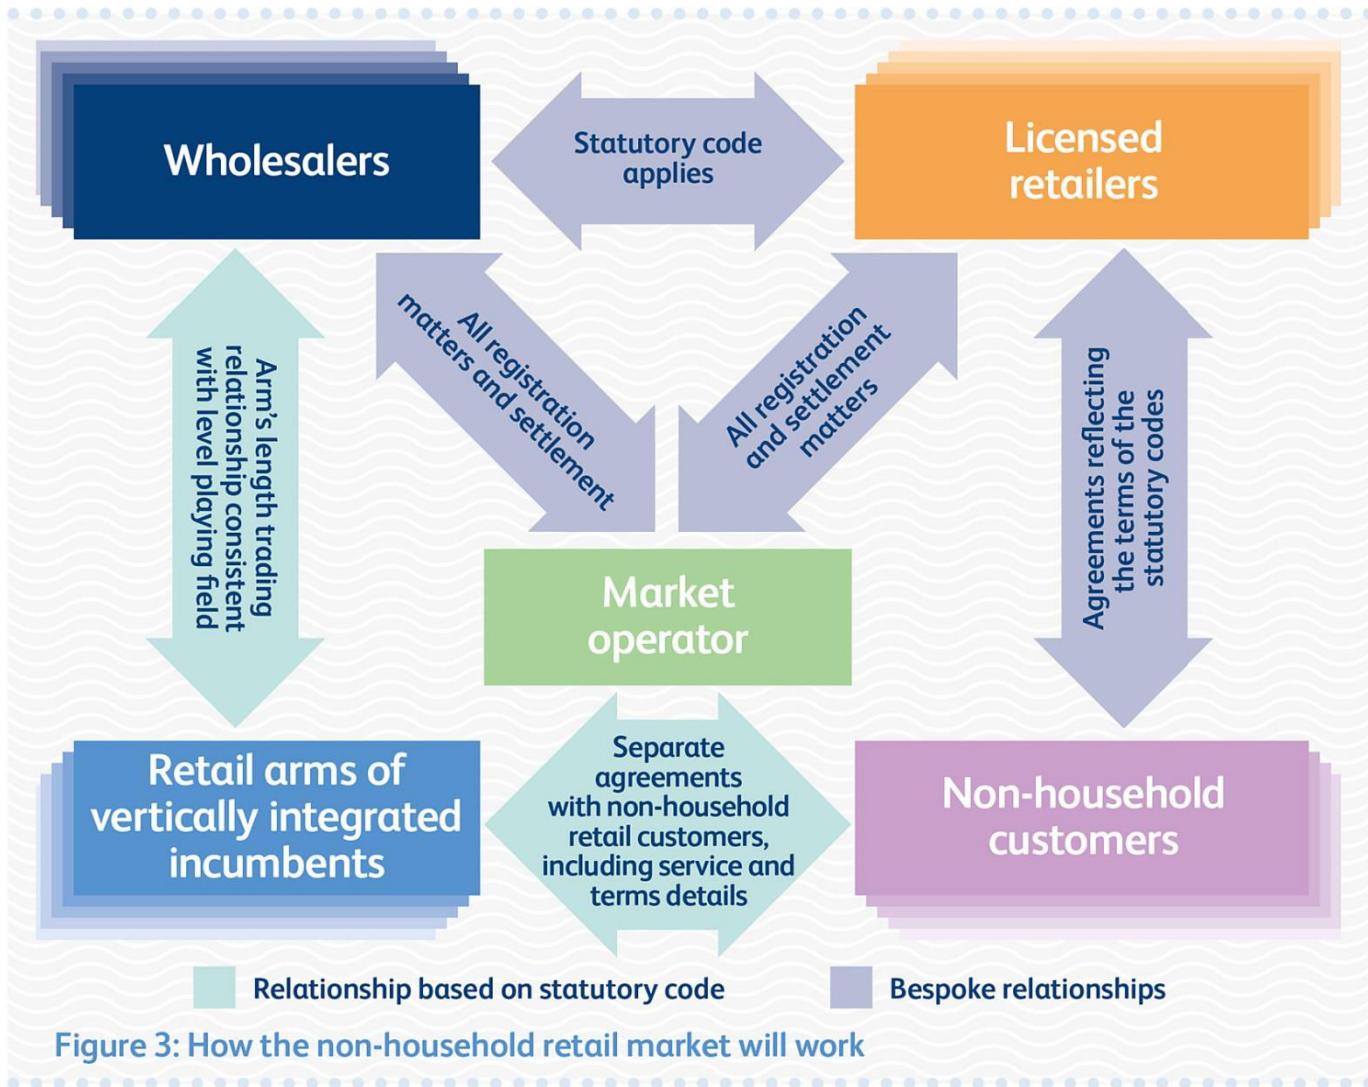 Wholesalers
Statutory code
applies
Licensed
retailers
Arm's length trading
relationship consistent
with level playing field
All registration
matters and settlement
All registration
and settlement
matters
Agreements reflecting
the terms of the
statutory codes
Market
operator
Retail arms of
vertically integrated
incumbents
Separate
agreements
with non-household
retail customers,
including service and
terms details
Non-household
customers
Relationship based on statutory code
Bespoke relationships
Figure 3: How the non-household retail market will work